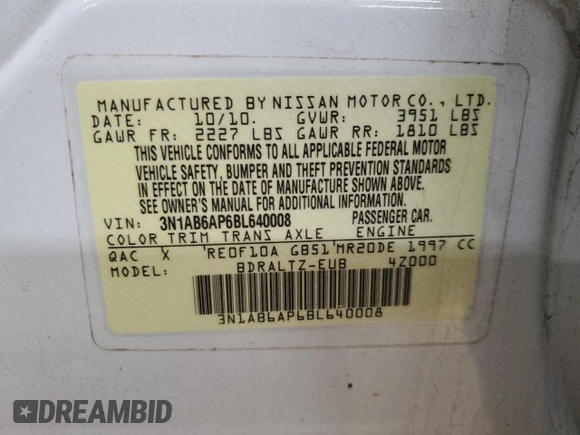 MANUFACTURED BY NISSAN MOTOR CO., LTD.
DATE: 10/10. GVWR: 3951 LBS
GAWR FR: 2227 LBS GAWR RR: 1810 LBS
THIS VEHICLE CONFORMS TO ALL APPLICABLE FEDERAL MOTOR
VEHICLE SAFETY, BUMPER AND THEFT PREVENTION STANDARDS
IN EFFECT ON THE DATE OF MANUFACTURE SHOWN ABOVE.
SEE OWNER'S MANUAL FOR ADDITIONAL INFORMATION.
VIN: 3N1AB6AP6BL640008 PASSENGER CAR.
COLOR TRIM TRANS AXLE ENGINE
QAC X RE0F10A GB51 MR20DE 1997 CC
MODEL: BDRALTZ-EUB 4Z000
3N1AB6AP6BL640008
DREAMBID